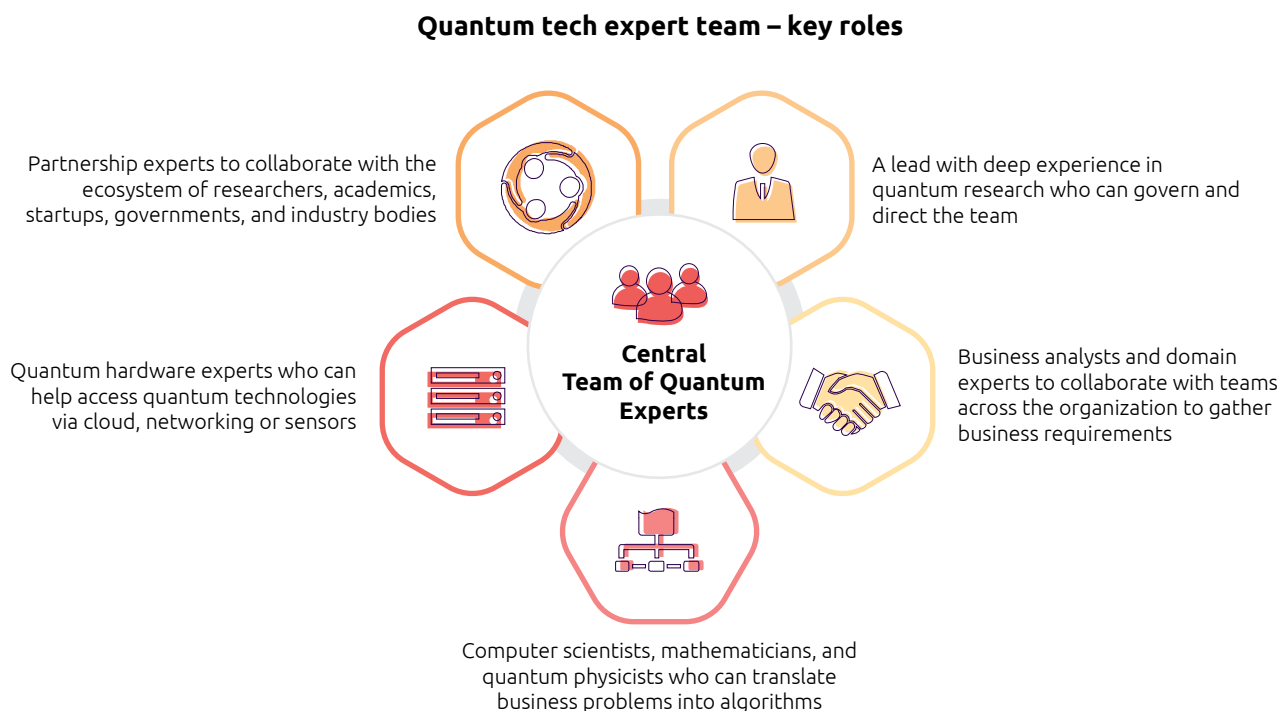 Quantum tech expert team – key roles
Partnership experts to collaborate with the
ecosystem of researchers, academics,
startups, governments, and industry bodies
A lead with deep experience in
quantum research who can govern and
direct the team
Central
Team of Quantum
Experts
Quantum hardware experts who can
help access quantum technologies
via cloud, networking or sensors
Business analysts and domain
experts to collaborate with teams
across the organization to gather
business requirements
Computer scientists, mathematicians, and
quantum physicists who can translate
business problems into algorithms